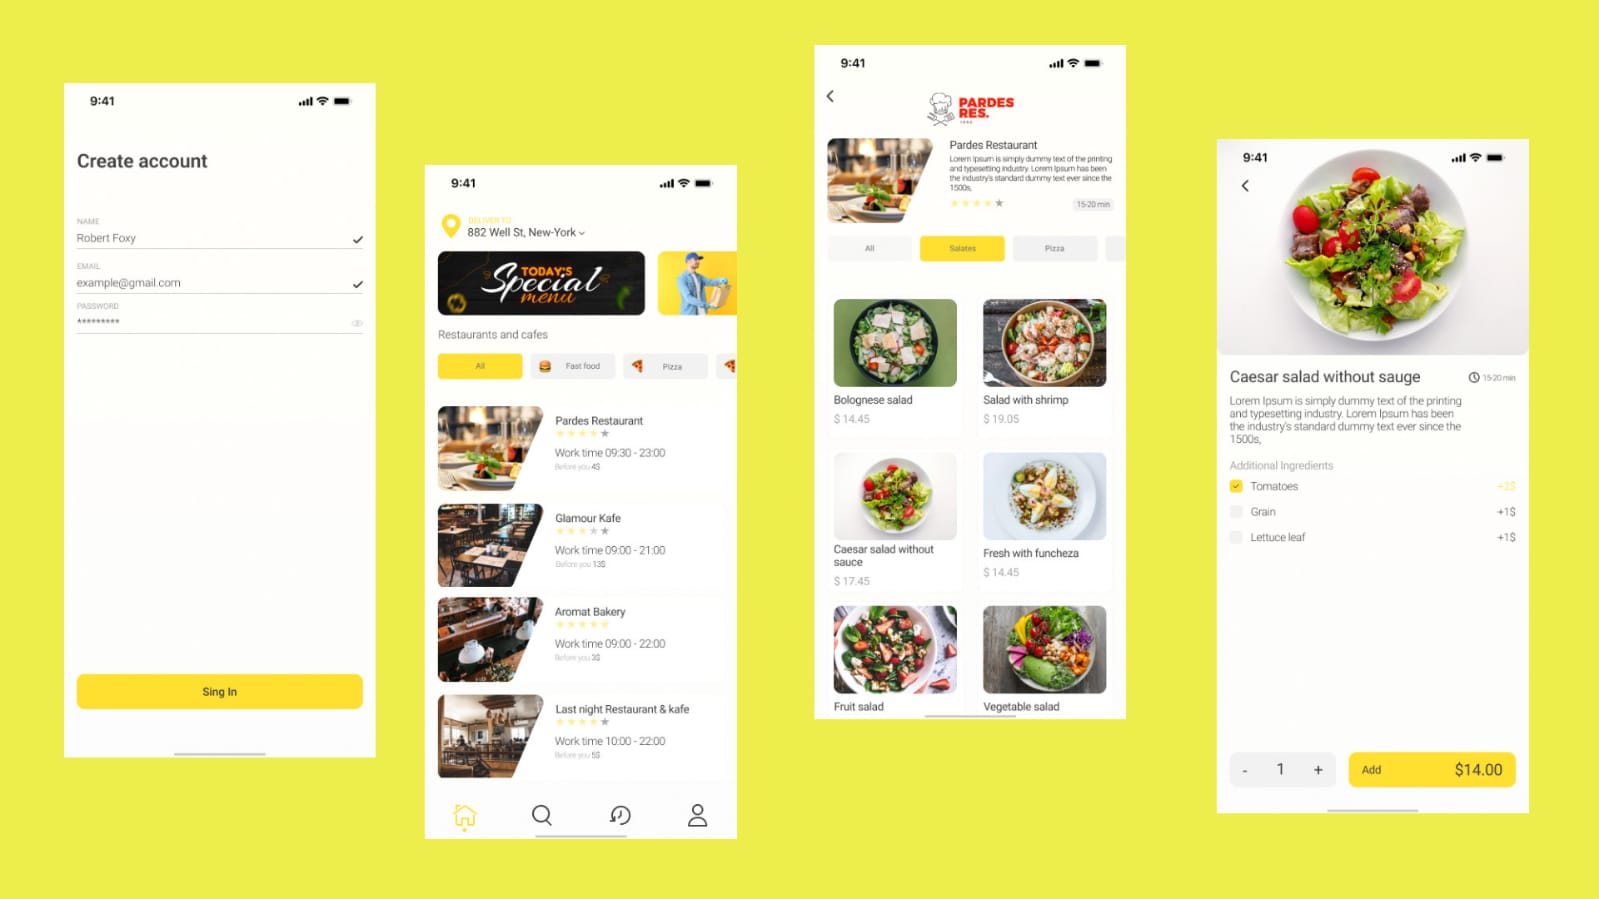 9:41
Create account
NAME
Robert Foxy
EMAIL
example@gmail.com
PASSWORD
*********
Sing In
9:41
DELIVER TO
882 Well St, New-York
TODAY'S
Special
menu
Restaurants and cafes
All
Fast food
Pizza
Pardes Restaurant
Work time 09:30 - 23:00
Before you 4$
Glamour Kafe
Work time 09:00 - 21:00
Before you 13$
Aromat Bakery
Work time 09:00 - 22:00
Before you 3$
Last night Restaurant & kafe
Work time 10:00 - 22:00
Before you 5$
9:41
PARDES
RES.
Pardes Restaurant
Lorem Ipsum is simply dummy text of the printing
and typesetting industry. Lorem Ipsum has been
the industry's standard dummy text ever since the
1500s,
15-20 min
All
Salates
Pizza
Bolognese salad
$ 14.45
Salad with shrimp
$ 19.05
Caesar salad without
sauce
$ 17.45
Fresh with funcheza
$ 14.45
Fruit salad
Vegetable salad
9:41
Caesar salad without sauge
15-20 min
Lorem Ipsum is simply dummy text of the printing
and typesetting industry. Lorem Ipsum has been
the industry's standard dummy text ever since the
1500s,
Additional Ingredients
Tomatoes +2$
Grain +1$
Lettuce leaf +1$
- 1 +
Add $14.00